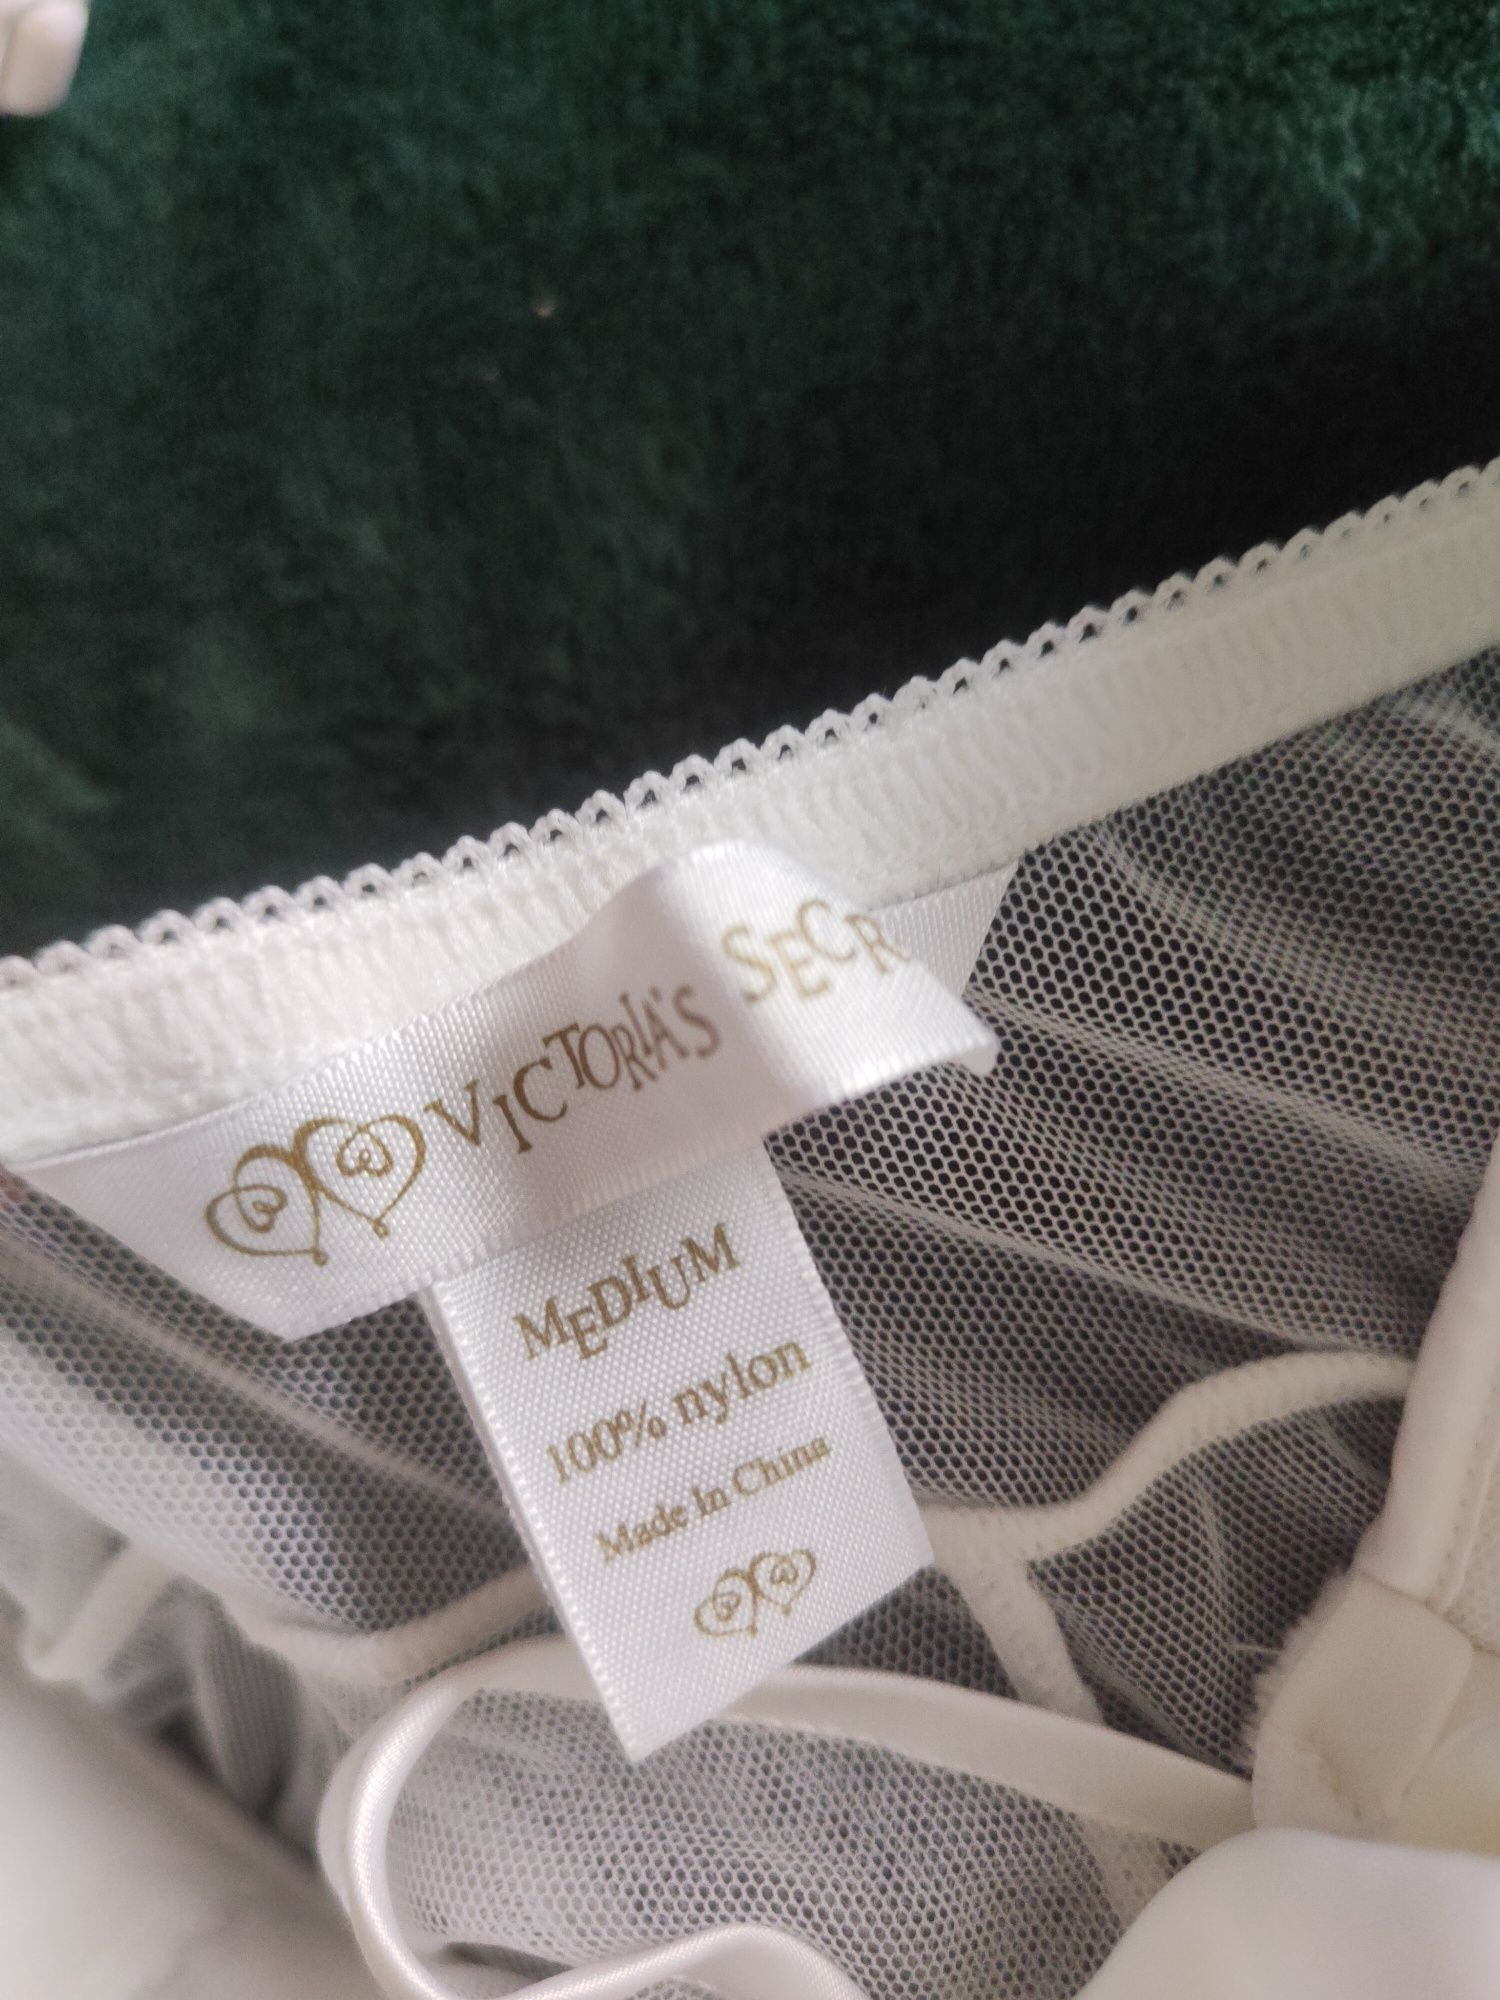 VICTORIA'S SECR
MEDIUM
100% nylon
Made In China